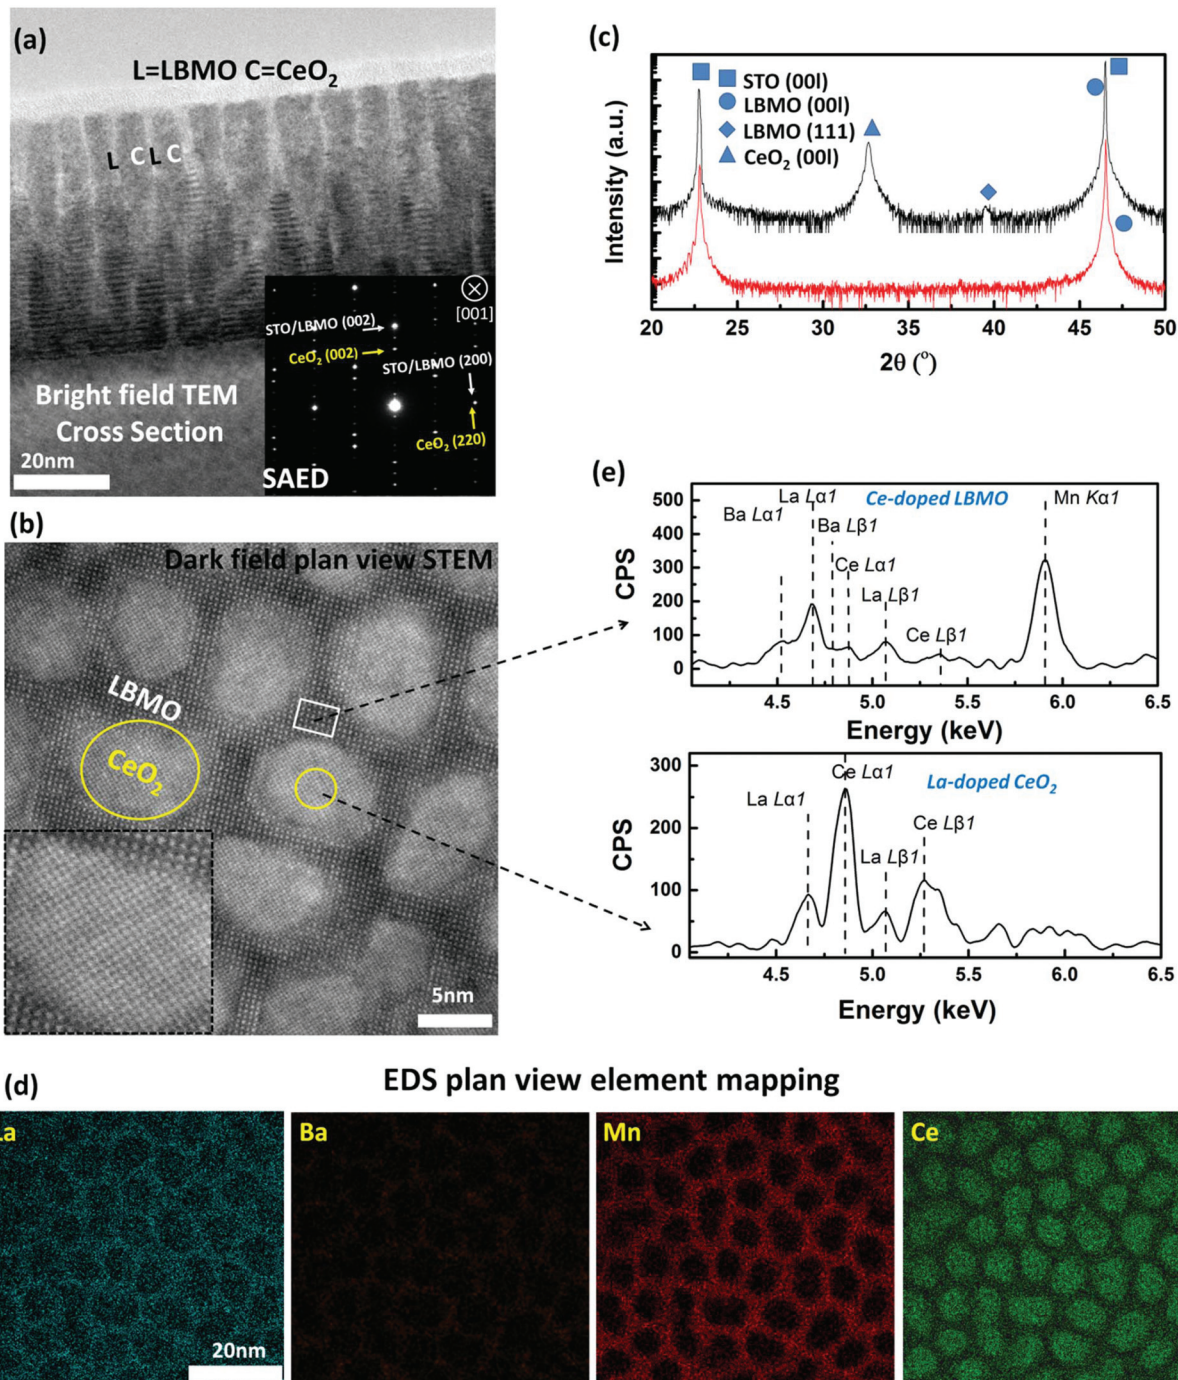 (a)
L=LBMO C=CeO₂
L C L C
STO/LBMO (002)
CeO₂ (002)
STO/LBMO (200)
[001]
CeO₂ (220)
Bright field TEM
Cross Section
20nm
SAED
(c)
Intensity (a.u.)
STO (00l)
LBMO (00l)
LBMO (111)
CeO₂ (00l)
20 25 30 35 40 45 50
2θ (°)
(b)
Dark field plan view STEM
LBMO
CeO₂
5nm
(e)
CPS
500
400
300
200
100
0
Ba Lα1
La Lα1
Ba Lβ1
Ce Lα1
La Lβ1
Ce Lβ1
Ce-doped LBMO
Mn Kα1
4.5 5.0 5.5 6.0 6.5
Energy (keV)
CPS
300
200
100
0
La Lα1
Ce Lα1
La Lβ1
Ce Lβ1
La-doped CeO₂
4.5 5.0 5.5 6.0 6.5
Energy (keV)
(d)
EDS plan view element mapping
La
Ba
Mn
Ce
20nm